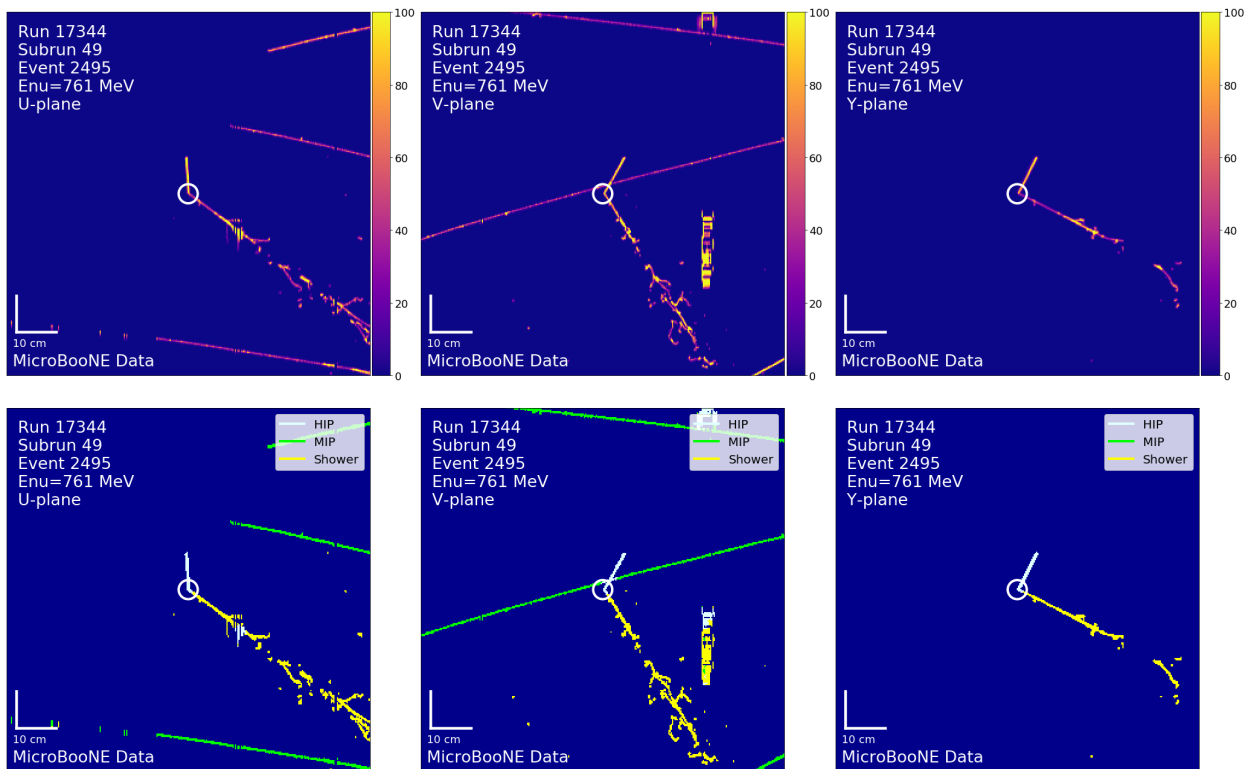 Run 17344
Subrun 49
Event 2495
Enu=761 MeV
U-plane
10 cm
MicroBooNE Data
100
80
60
40
20
0
Run 17344
Subrun 49
Event 2495
Enu=761 MeV
V-plane
10 cm
MicroBooNE Data
100
80
60
40
20
0
Run 17344
Subrun 49
Event 2495
Enu=761 MeV
Y-plane
10 cm
MicroBooNE Data
100
80
60
40
20
0
Run 17344
Subrun 49
Event 2495
Enu=761 MeV
U-plane
HIP
MIP
Shower
10 cm
MicroBooNE Data
Run 17344
Subrun 49
Event 2495
Enu=761 MeV
V-plane
HIP
MIP
Shower
10 cm
MicroBooNE Data
Run 17344
Subrun 49
Event 2495
Enu=761 MeV
Y-plane
HIP
MIP
Shower
10 cm
MicroBooNE Data